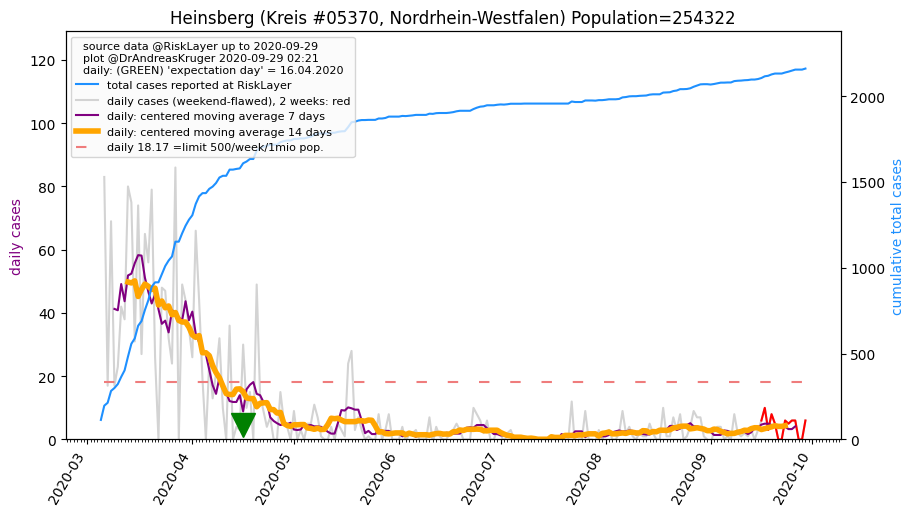 Heinsberg (Kreis #05370, Nordrhein-Westfalen) Population=254322
source data @RiskLayer up to 2020-09-29
plot @DrAndreasKruger 2020-09-29 02:21
daily: (GREEN) 'expectation day' = 16.04.2020
total cases reported at RiskLayer
daily cases (weekend-flawed), 2 weeks: red
daily: centered moving average 7 days
daily: centered moving average 14 days
daily 18.17 =limit 500/week/1mio pop.
daily cases
120
100
80
60
40
20
0
cumulative total cases
2000
1500
1000
500
0
2020-03
2020-04
2020-05
2020-06
2020-07
2020-08
2020-09
2020-10